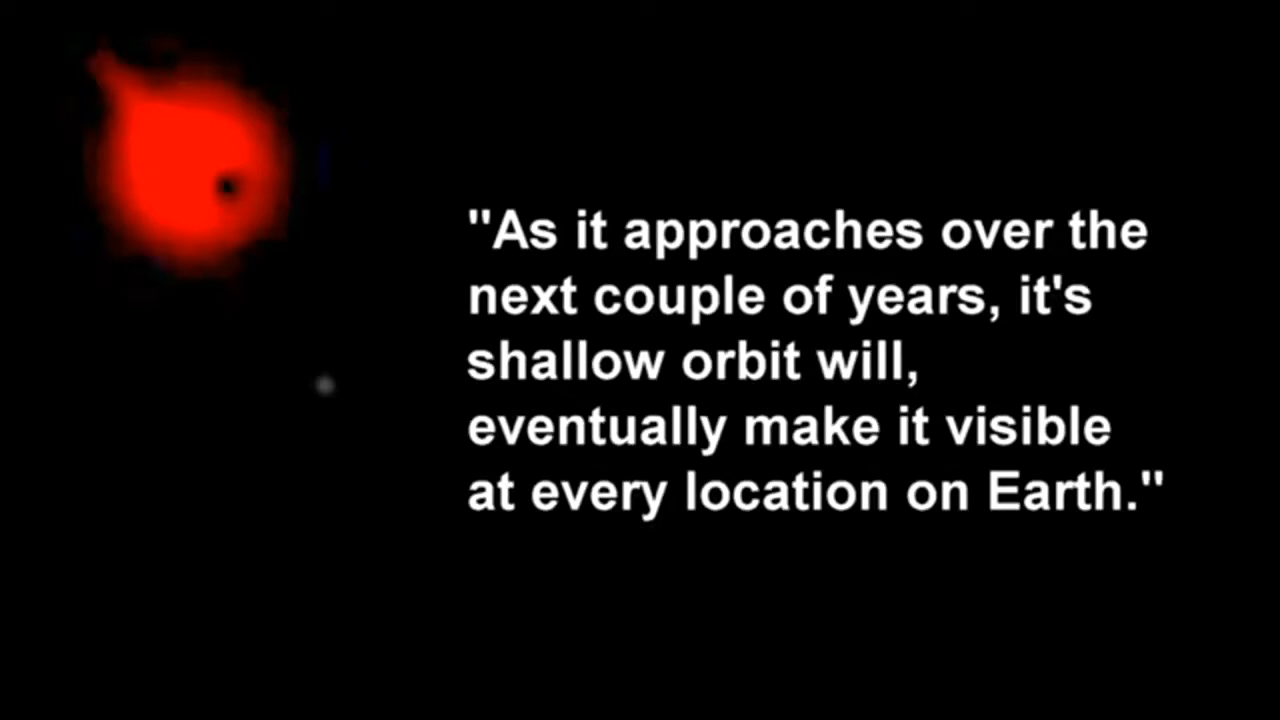 "As it approaches over the
next couple of years, it's
shallow orbit will,
eventually make it visible
at every location on Earth."